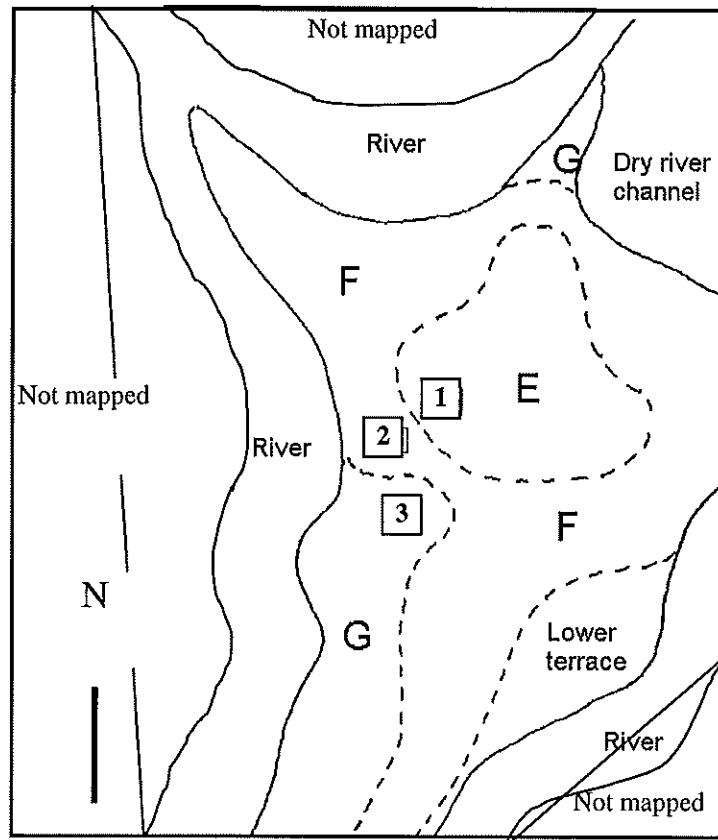 Not mapped
River
G
Dry river
channel
F
E
Not mapped
1
2
River
3
F
N
G
Lower
terrace
River
Not mapped